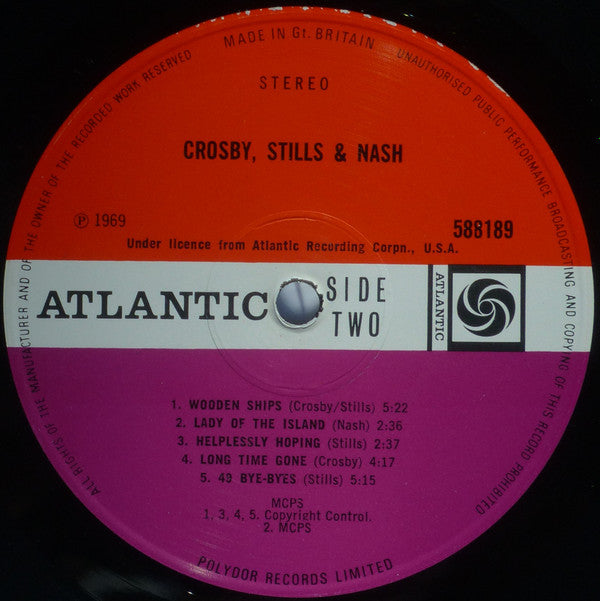 MADE IN Gt. BRITAIN
UNAUTHORISED PUBLIC PERFORMANCE BROADCASTING AND COPYING OF THIS RECORD PROHIBITED
ALL RIGHTS OF THE MANUFACTURER AND OF THE OWNER OF THE RECORDED WORK RESERVED
STEREO
CROSBY, STILLS & NASH
℗ 1969
588189
Under licence from Atlantic Recording Corpn., U.S.A.
ATLANTIC
SIDE
TWO
ATLANTIC
1. WOODEN SHIPS (Crosby/Stills) 5:22
2. LADY OF THE ISLAND (Nash) 2:36
3. HELPLESSLY HOPING (Stills) 2:37
4. LONG TIME GONE (Crosby) 4:17
5. 49 BYE-BYES (Stills) 5:15
MCPS
1, 3, 4, 5. Copyright Control.
2. MCPS
POLYDOR RECORDS LIMITED